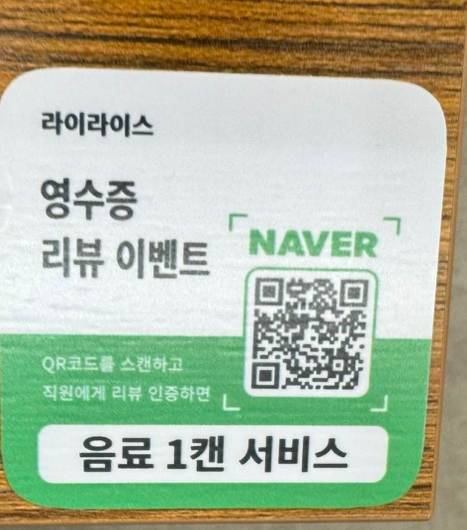 라이라이스
영수증
리뷰 이벤트
NAVER
QR코드를 스캔하고
직원에게 리뷰 인증하면
음료 1캔 서비스